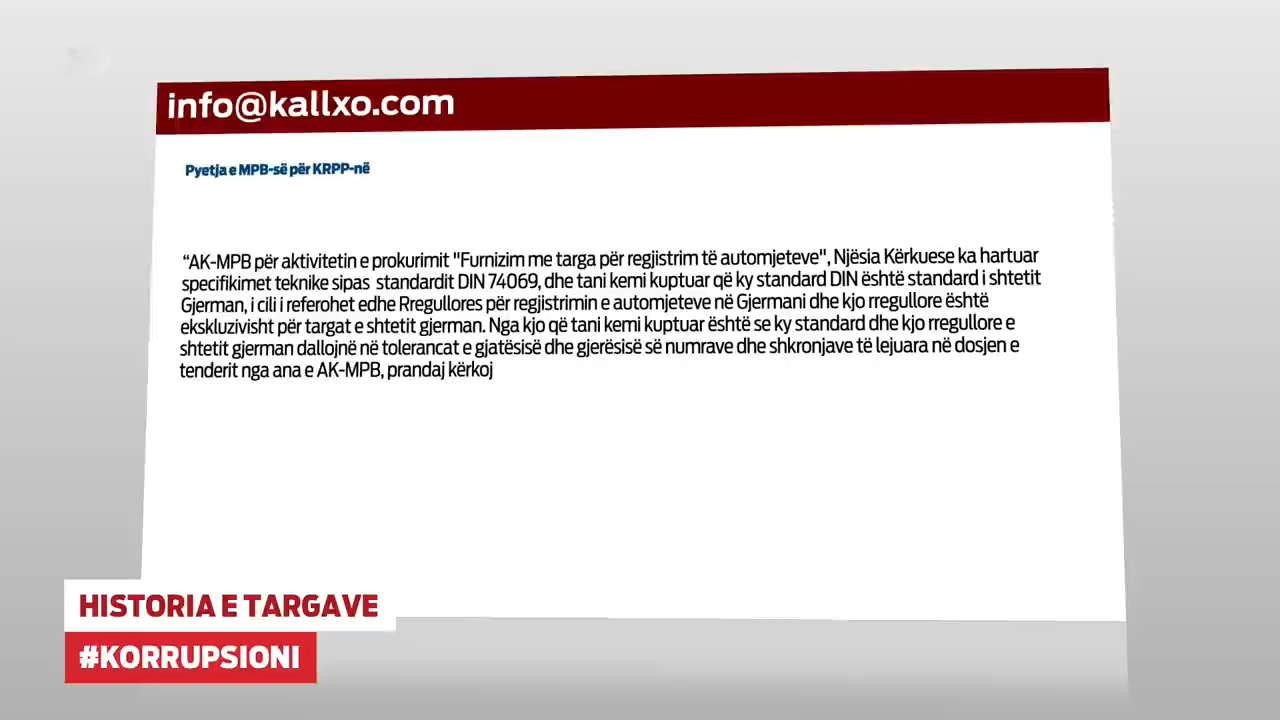 info@kallxo.com
Pyetja e MPB-së për KRPP-në
“AK-MPB për aktivitetin e prokurimit "Furnizim me targa për regjistrim të automjeteve", Njësia Kërkuese ka hartuar
specifikimet teknike sipas standardit DIN 74069, dhe tani kemi kuptuar që ky standard DIN është standard i shtetit
Gjerman, i cili i referohet edhe Rregullores për regjistrimin e automjeteve në Gjermani dhe kjo rregullore është
ekskluzivisht për targat e shtetit gjerman. Nga kjo që tani kemi kuptuar është se ky standard dhe kjo rregullore e
shtetit gjerman dallojnë në tolerancat e gjatësisë dhe gjerësisë së numrave dhe shkronjave të lejuara në dosjen e
tenderit nga ana e AK-MPB, prandaj kërkoj
HISTORIA E TARGAVE
#KORRUPSIONI